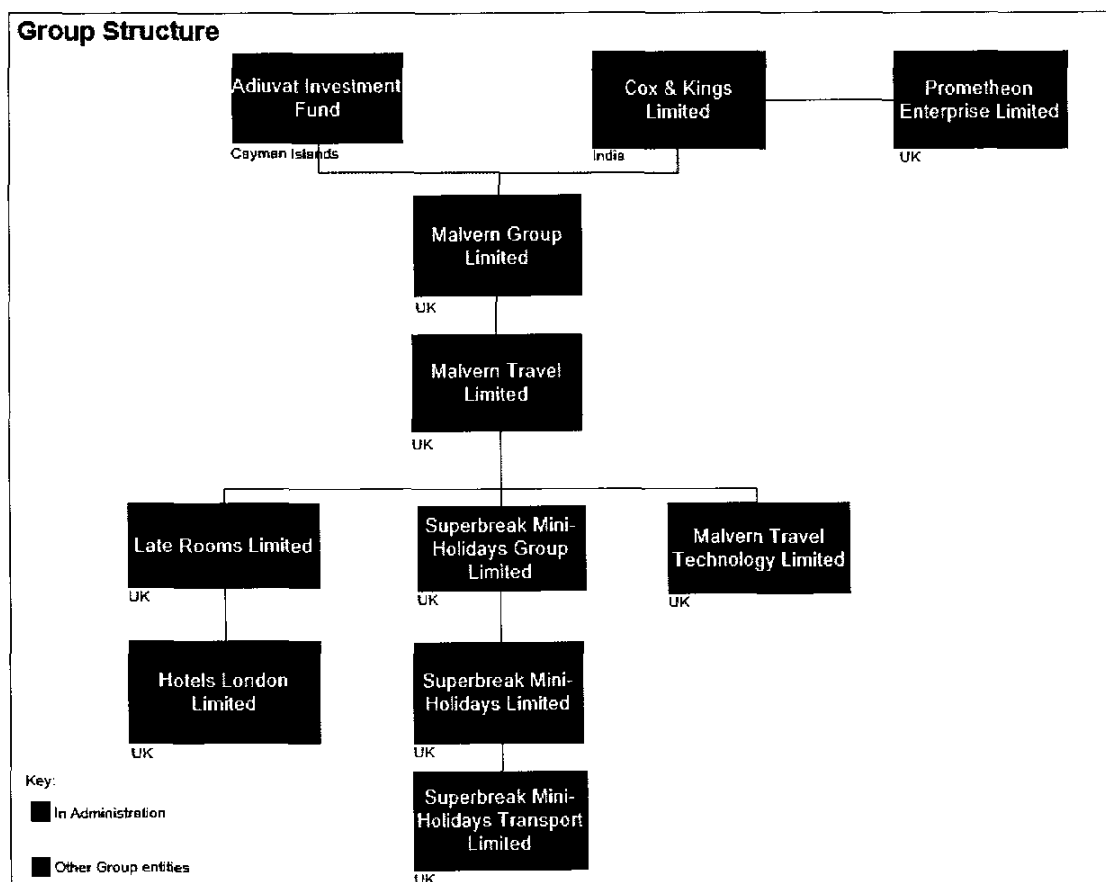 Group Structure
Adiuvat Investment
Fund
Cayman Islands
Cox & Kings
Limited
India
Prometheon
Enterprise Limited
UK
Malvern Group
Limited
UK
Malvern Travel
Limited
UK
Late Rooms Limited
UK
Superbreak Mini-
Holidays Group
Limited
UK
Malvern Travel
Technology Limited
UK
Hotels London
Limited
UK
Superbreak Mini-
Holidays Limited
UK
Superbreak Mini-
Holidays Transport
Limited
UK
Key:
In Administration
Other Group entities